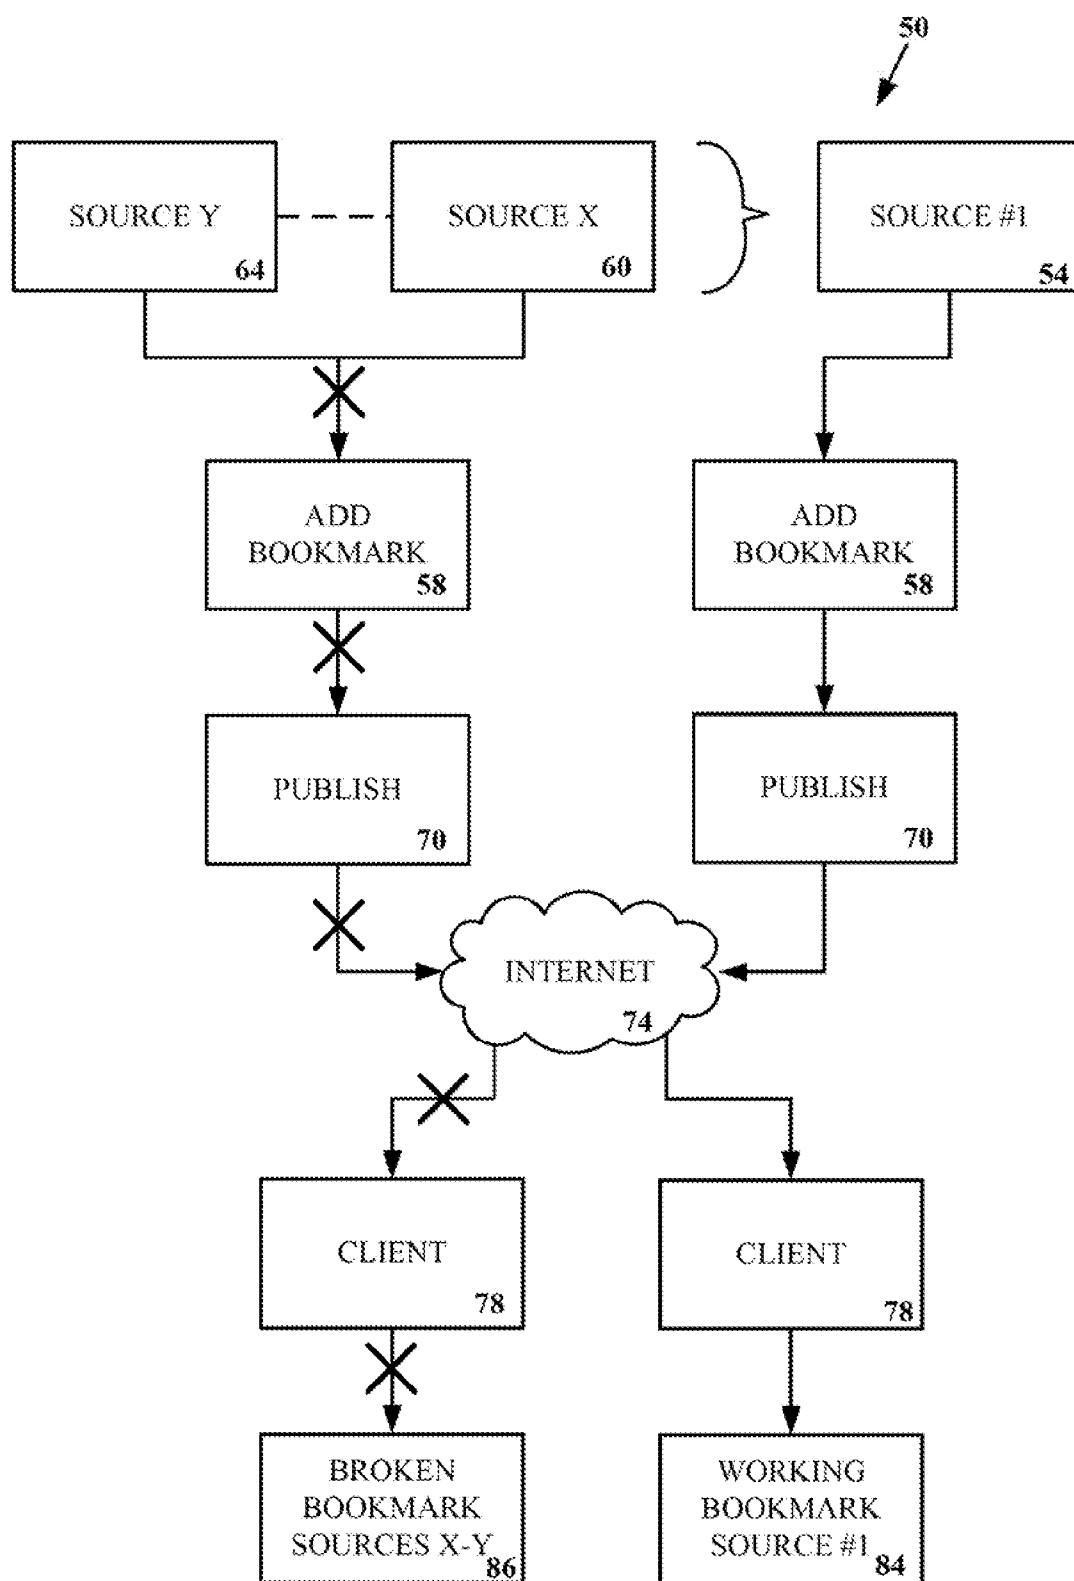 50
SOURCE Y
64
SOURCE X
60
SOURCE #1
54
ADD
BOOKMARK
58
ADD
BOOKMARK
58
PUBLISH
70
PUBLISH
70
INTERNET
74
CLIENT
78
CLIENT
78
BROKEN
BOOKMARK
SOURCES X-Y
86
WORKING
BOOKMARK
SOURCE #1
84